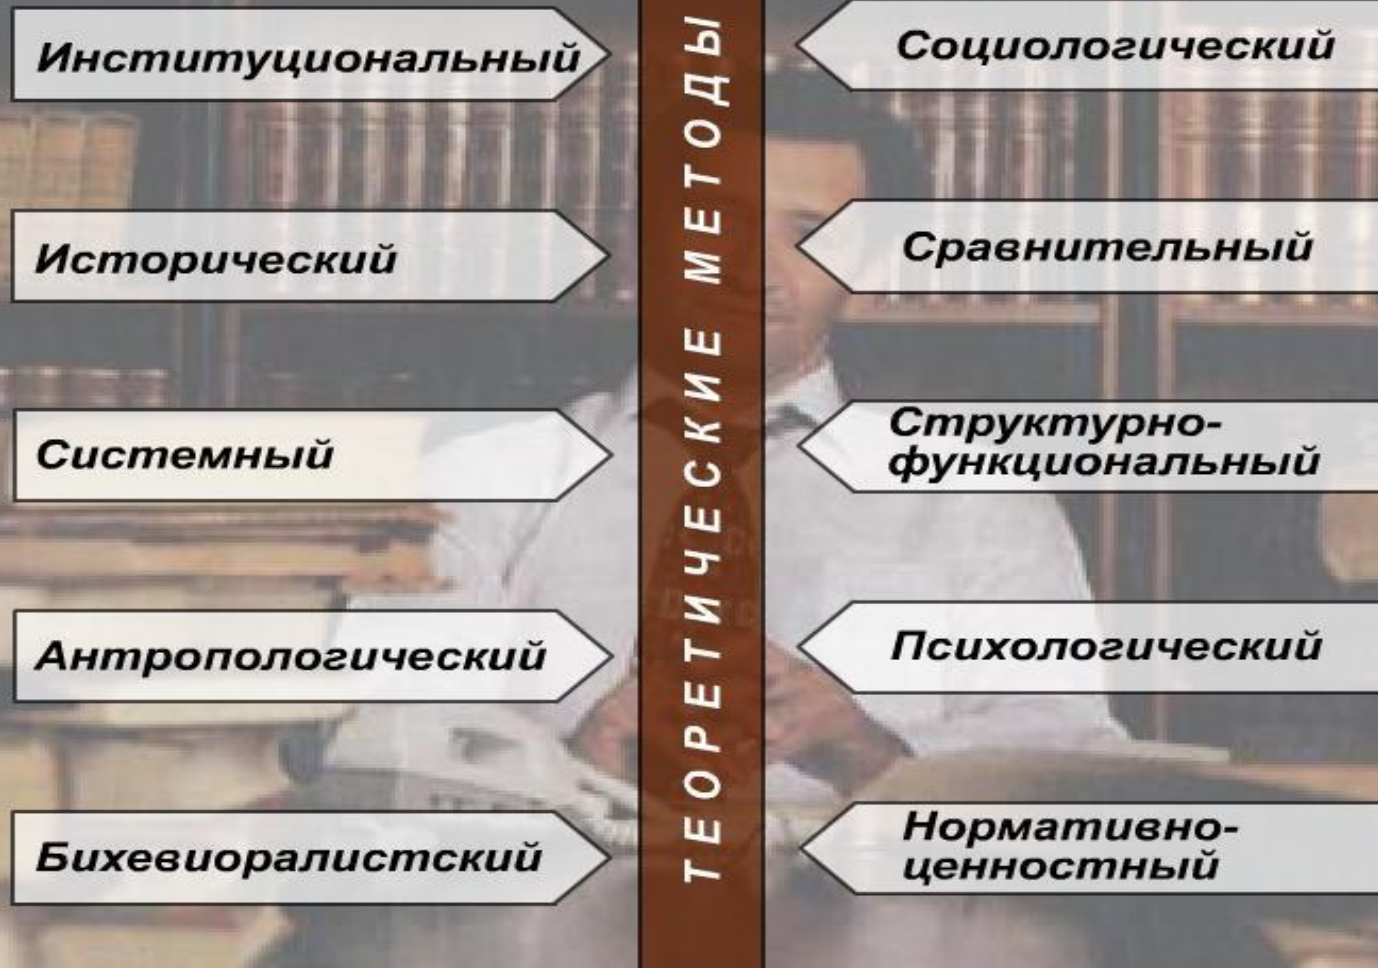 Институциональный
Исторический
Системный
Антропологический
Бихевиоралистский
ТЕОРЕТИЧЕСКИЕ МЕТОДЫ
Социологический
Сравнительный
Структурно-
функциональный
Психологический
Нормативно-
ценностный